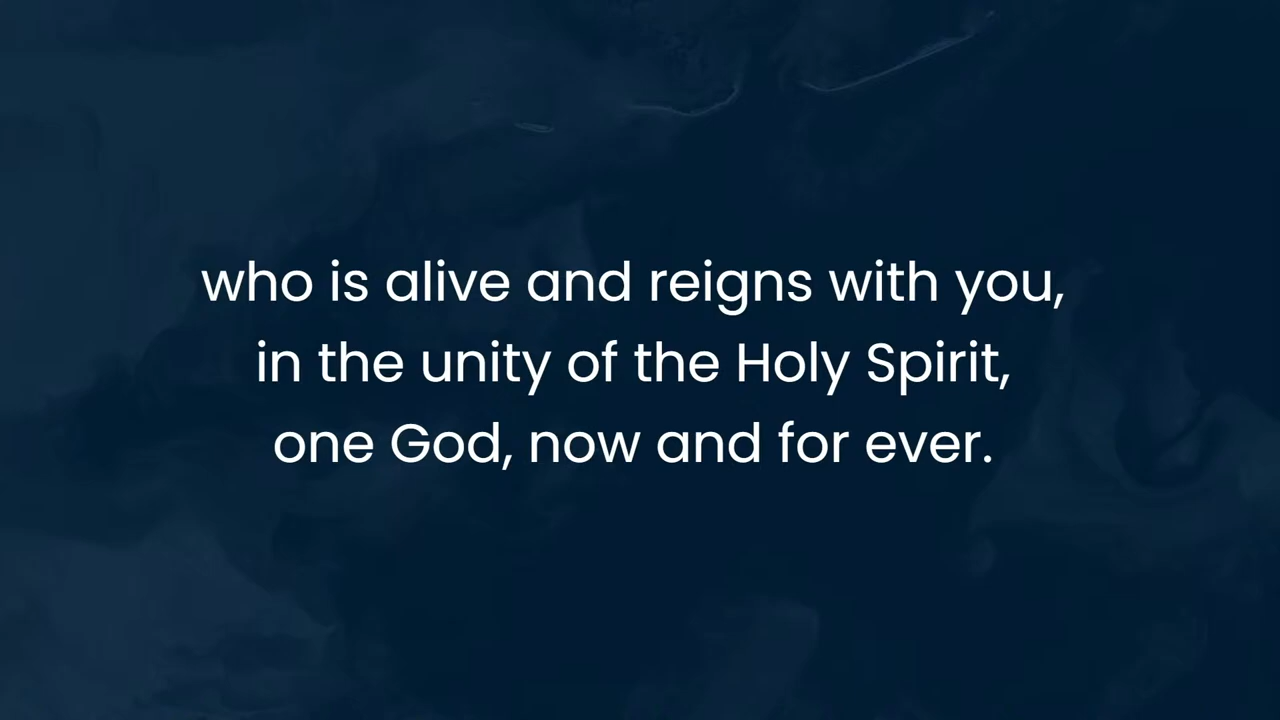 who is alive and reigns with you,
in the unity of the Holy Spirit,
one God, now and for ever.